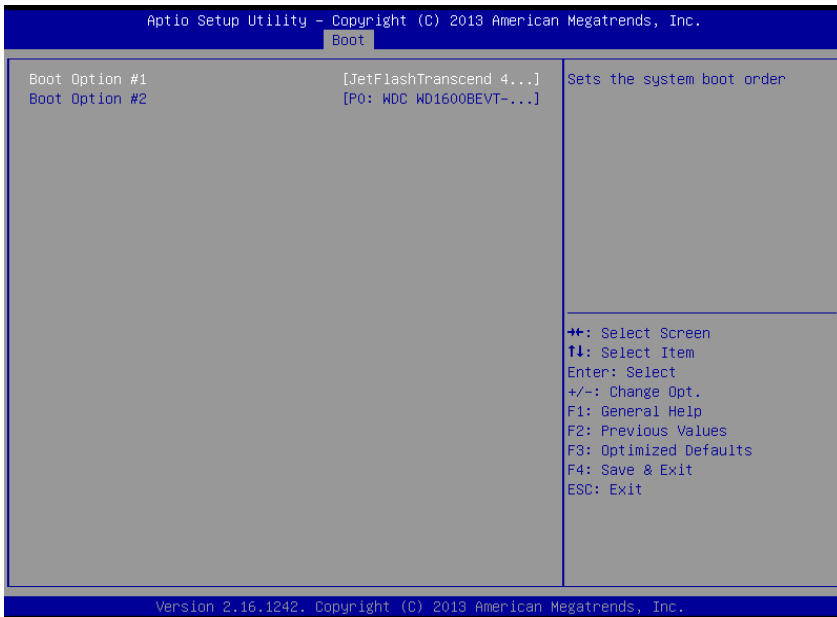 Aptio Setup Utility – Copyright (C) 2013 American Megatrends, Inc.
Boot
Boot Option #1 [JetFlashTranscend 4...]
Boot Option #2 [P0: WDC WD1600BEVT-...]
Sets the system boot order
→←: Select Screen
↑↓: Select Item
Enter: Select
+/-: Change Opt.
F1: General Help
F2: Previous Values
F3: Optimized Defaults
F4: Save & Exit
ESC: Exit
Version 2.16.1242. Copyright (C) 2013 American Megatrends, Inc.